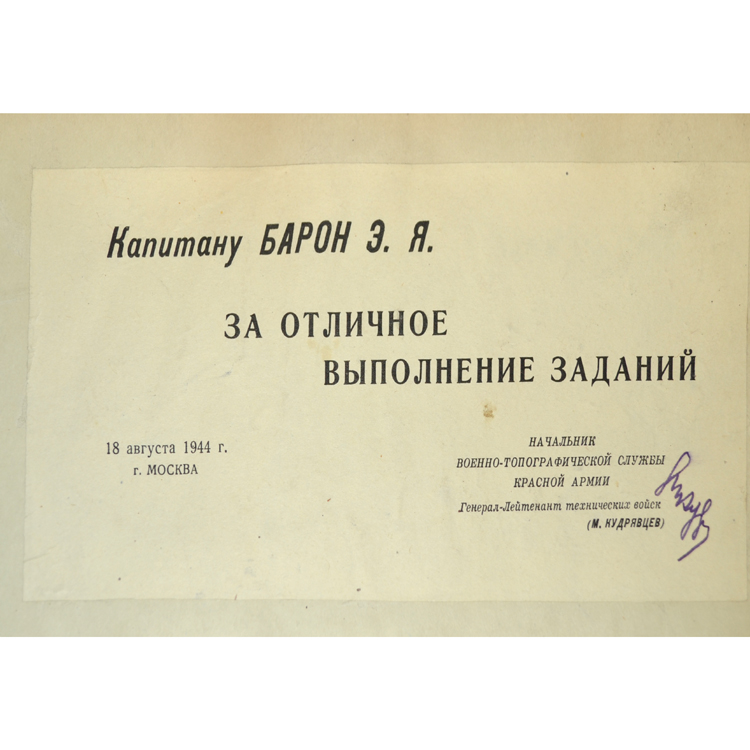 Капитану БАРОН Э. Я.
ЗА ОТЛИЧНОЕ
ВЫПОЛНЕНИЕ ЗАДАНИЙ
18 августа 1944 г.
г. МОСКВА
НАЧАЛЬНИК
ВОЕННО-ТОПОГРАФИЧЕСКОЙ СЛУЖБЫ
КРАСНОЙ АРМИИ
Генерал-Лейтенант технических войск
(М. КУДРЯВЦЕВ)